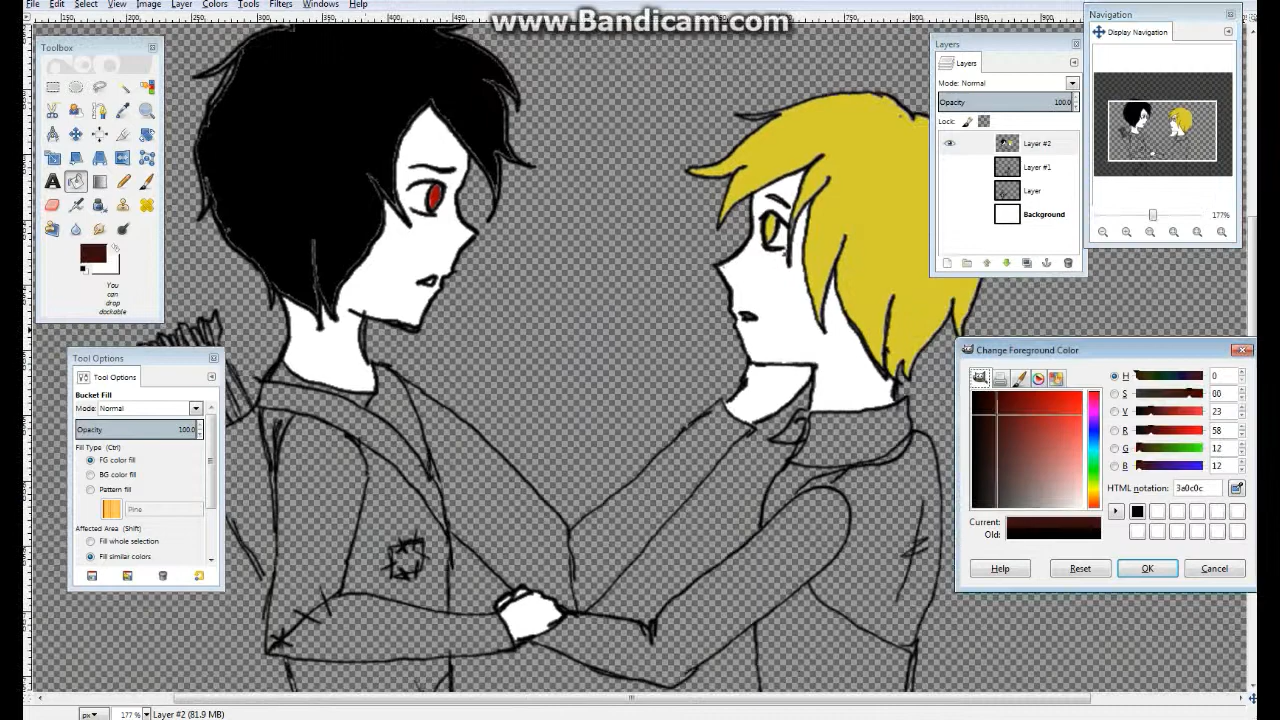 File Edit Select View Image Layer Colors Tools Filters Windows Help
www.Bandicam.com
Toolbox
You
can
drop
dockable
Tool Options
Tool Options
Bucket Fill
Mode: Normal
Opacity 100.0
Fill Type (Ctrl)
FG color fill
BG color fill
Pattern fill
Pine
Affected Area (Shift)
Fill whole selection
Fill similar colors
Layers
Layers
Mode: Normal
Opacity 100.0
Lock:
Layer #2
Layer #1
Layer
Background
Navigation
Display Navigation
177%
Change Foreground Color
H 0
S 80
V 23
R 58
G 12
B 12
HTML notation: 3a0c0c
Current:
Old:
Help Reset OK Cancel
px 177 % Layer #2 (81.9 MB)